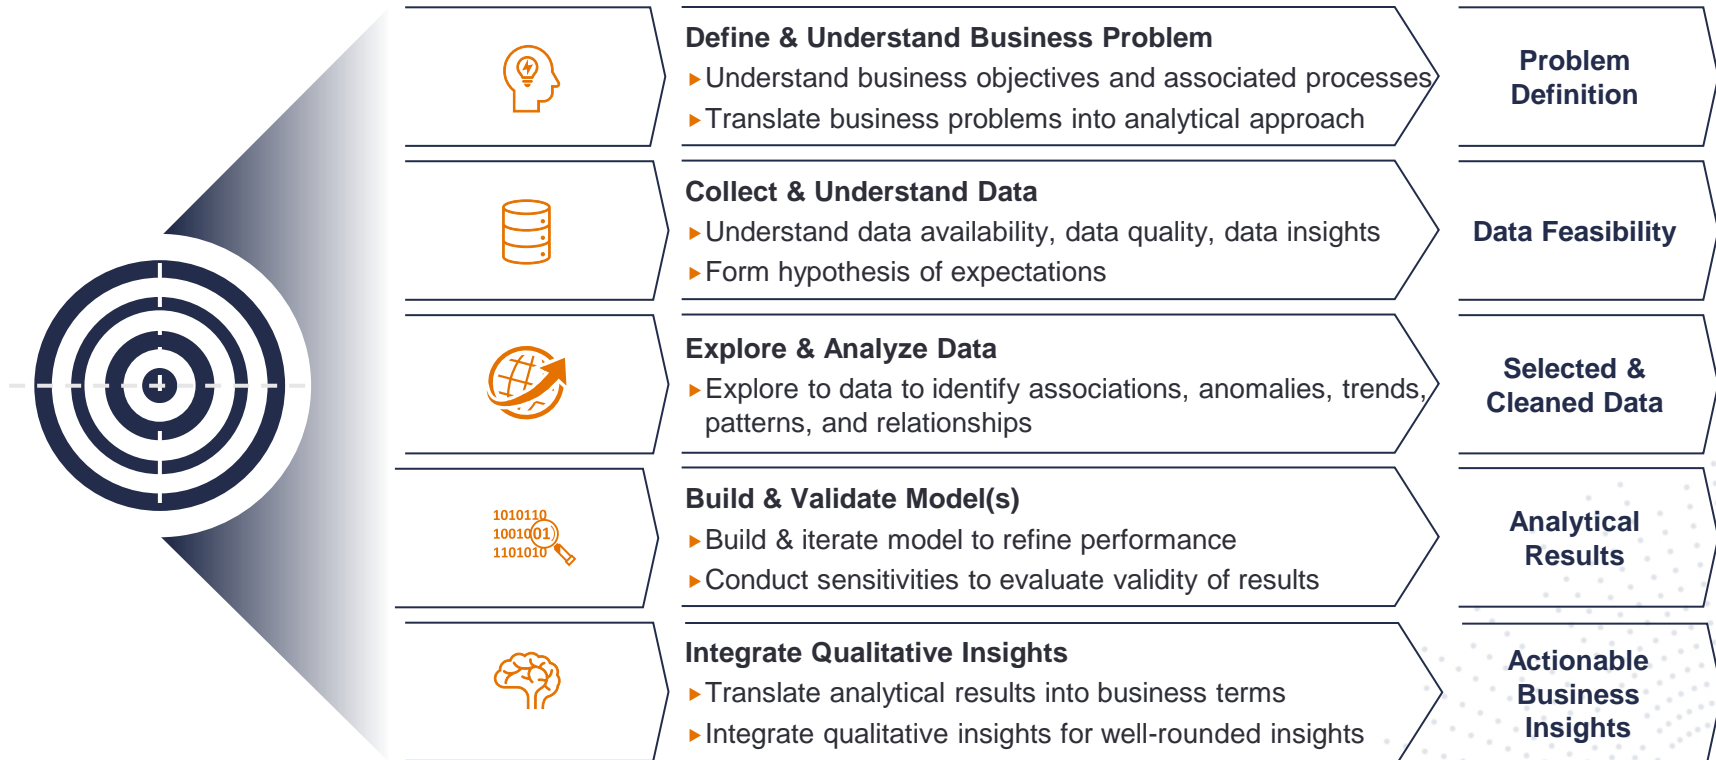 Define & Understand Business Problem
▸Understand business objectives and associated processes
▸Translate business problems into analytical approach
Problem
Definition
Collect & Understand Data
▸Understand data availability, data quality, data insights
▸Form hypothesis of expectations
Data Feasibility
Explore & Analyze Data
▸Explore to data to identify associations, anomalies, trends,
patterns, and relationships
Selected &
Cleaned Data
1010110
1001001
1101010
Build & Validate Model(s)
▸Build & iterate model to refine performance
▸Conduct sensitivities to evaluate validity of results
Analytical
Results
Integrate Qualitative Insights
▸Translate analytical results into business terms
▸Integrate qualitative insights for well-rounded insights
Actionable
Business
Insights